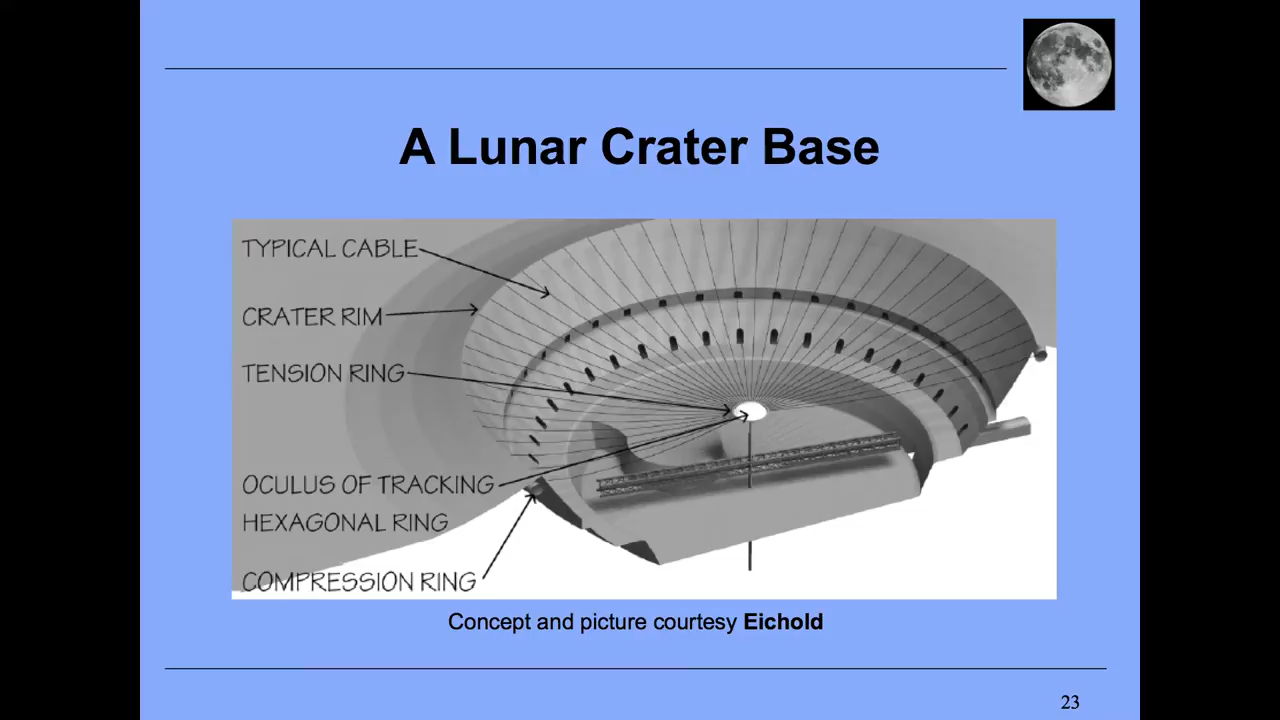 A Lunar Crater Base
TYPICAL CABLE
CRATER RIM
TENSION RING
OCULUS OF TRACKING
HEXAGONAL RING
COMPRESSION RING
Concept and picture courtesy Eichold
23